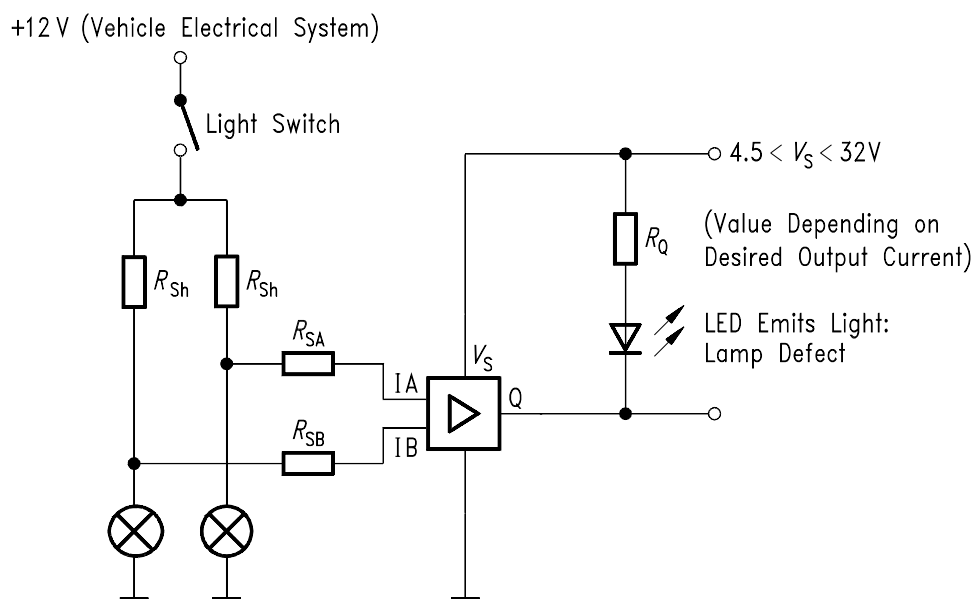 +12 V (Vehicle Electrical System)
Light Switch
4.5 < VS < 32V
RQ
(Value Depending on
Desired Output Current)
RSh
RSh
LED Emits Light:
Lamp Defect
RSA
VS
IA
Q
RSB
IB